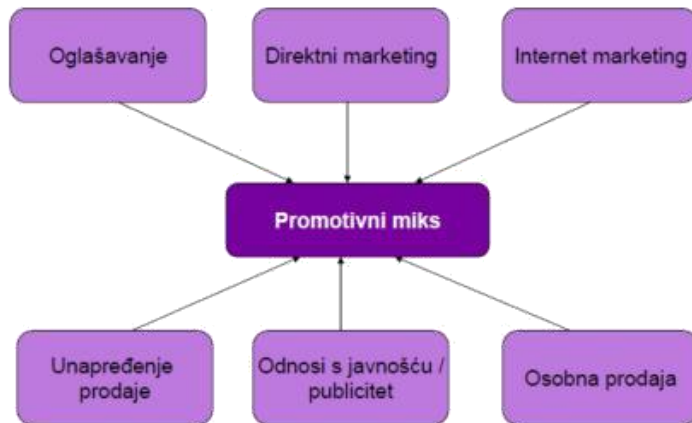 Oglašavanje
Direktni marketing
Internet marketing
Promotivni miks
Unapređenje
prodaje
Odnosi s javnošću /
publicitet
Osobna prodaja